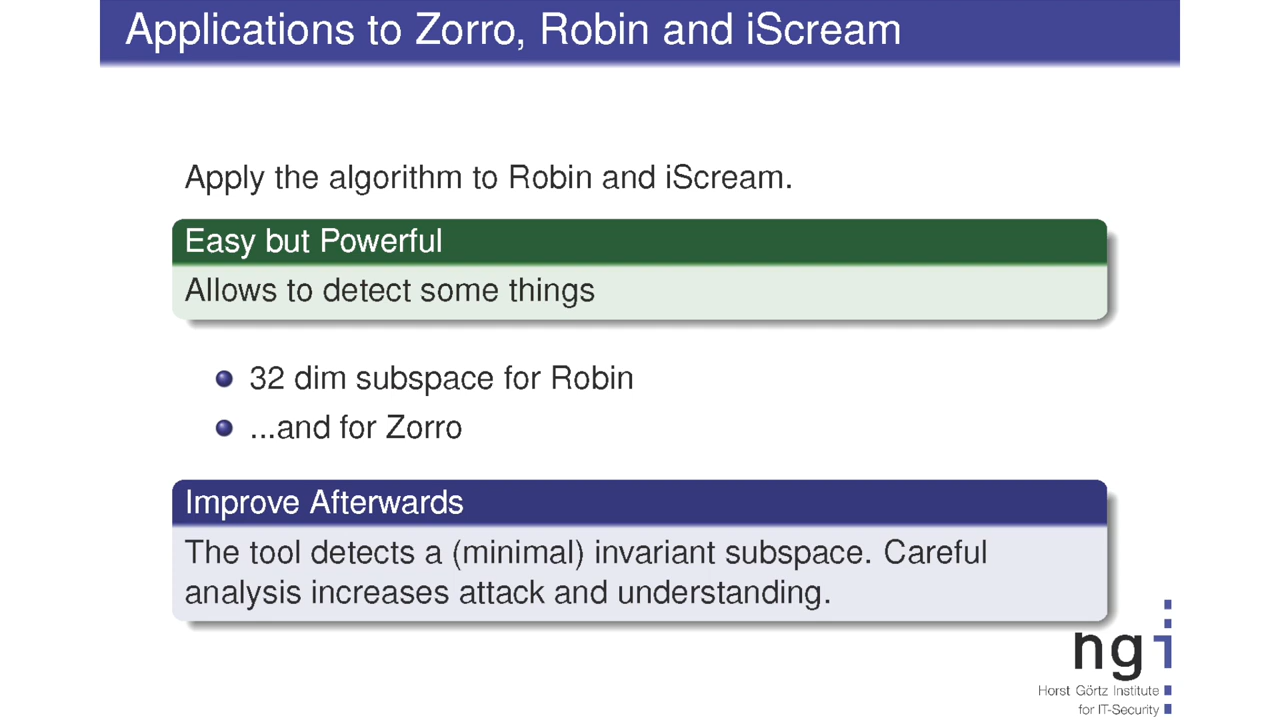 Applications to Zorro, Robin and iScream
Apply the algorithm to Robin and iScream.
Easy but Powerful
Allows to detect some things
32 dim subspace for Robin
...and for Zorro
Improve Afterwards
The tool detects a (minimal) invariant subspace. Careful
analysis increases attack and understanding.
hgi
Horst Görtz Institute
for IT-Security